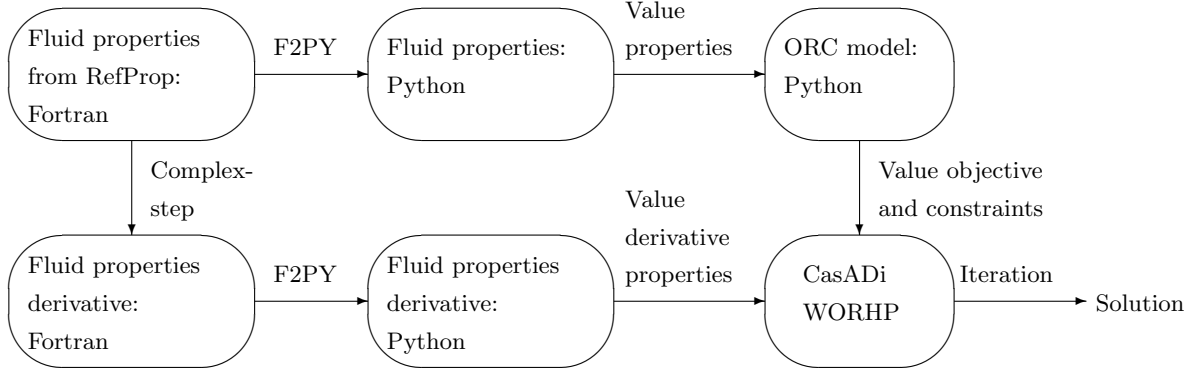 Fluid properties
from RefProp:
Fortran
F2PY
Fluid properties:
Python
Value
properties
ORC model:
Python
Complex-
step
Value objective
and constraints
Fluid properties
derivative:
Fortran
F2PY
Fluid properties
derivative:
Python
Value
derivative
properties
CasADi
WORHP
Iteration
Solution